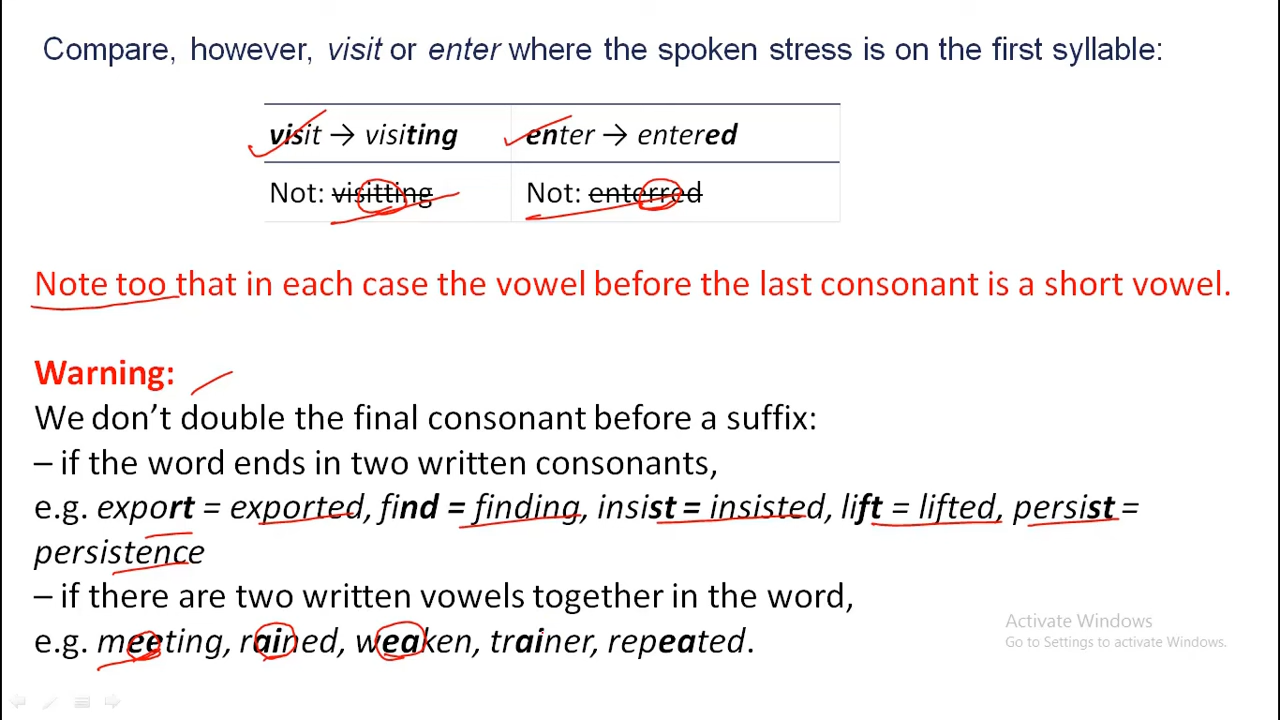 Compare, however, visit or enter where the spoken stress is on the first syllable:
visit → visiting enter → entered
Not: visitting Not: enterred
Note too that in each case the vowel before the last consonant is a short vowel.
Warning:
We don't double the final consonant before a suffix:
– if the word ends in two written consonants,
e.g. export = exported, find = finding, insist = insisted, lift = lifted, persist =
persistence
– if there are two written vowels together in the word,
e.g. meeting, rained, weaken, trainer, repeated.
Activate Windows
Go to Settings to activate Windows.